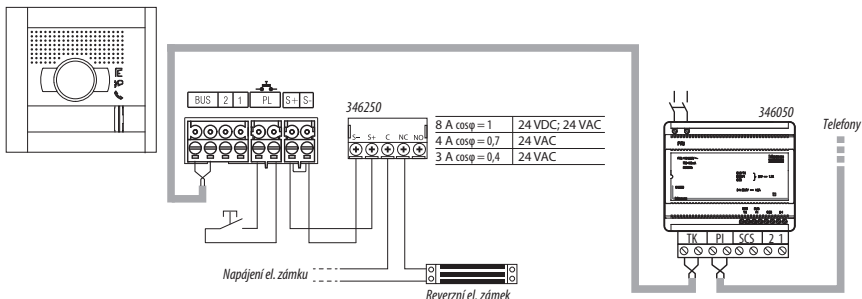 BUS 2 1 PL S+ S-
346250
S– S+ C NC NO
8 A cosφ = 1 24 VDC; 24 VAC
4 A cosφ = 0,7 24 VAC
3 A cosφ = 0,4 24 VAC
346050
Telefony
TK PI SCS 2 1
Napájení el. zámku
Reverzní el. zámek